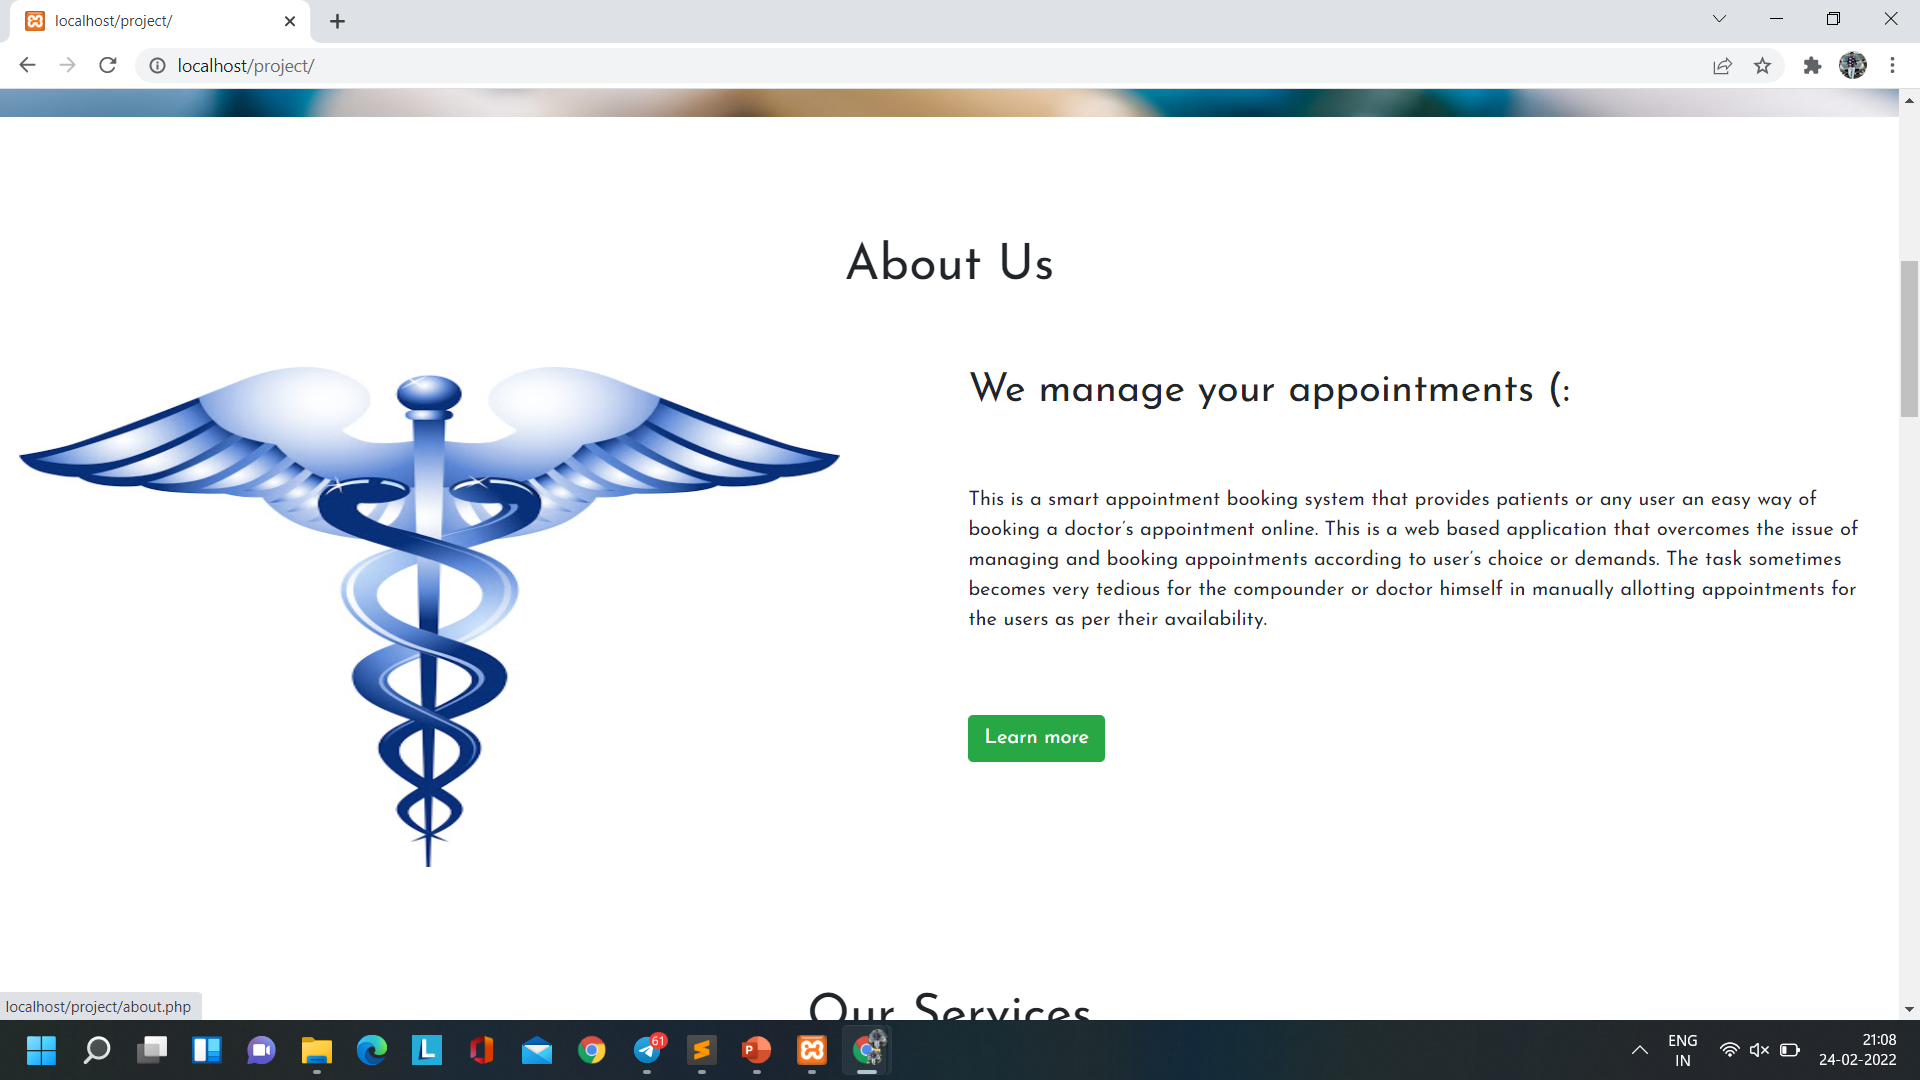 localhost/project/
localhost/project/
About Us
We manage your appointments (:
This is a smart appointment booking system that provides patients or any user an easy way of
booking a doctor's appointment online. This is a web based application that overcomes the issue of
managing and booking appointments according to user's choice or demands. The task sometimes
becomes very tedious for the compounder or doctor himself in manually allotting appointments for
the users as per their availability.
Learn more
Our Services
localhost/project/about.php
L
61
P
ENG
IN
21:08
24-02-2022